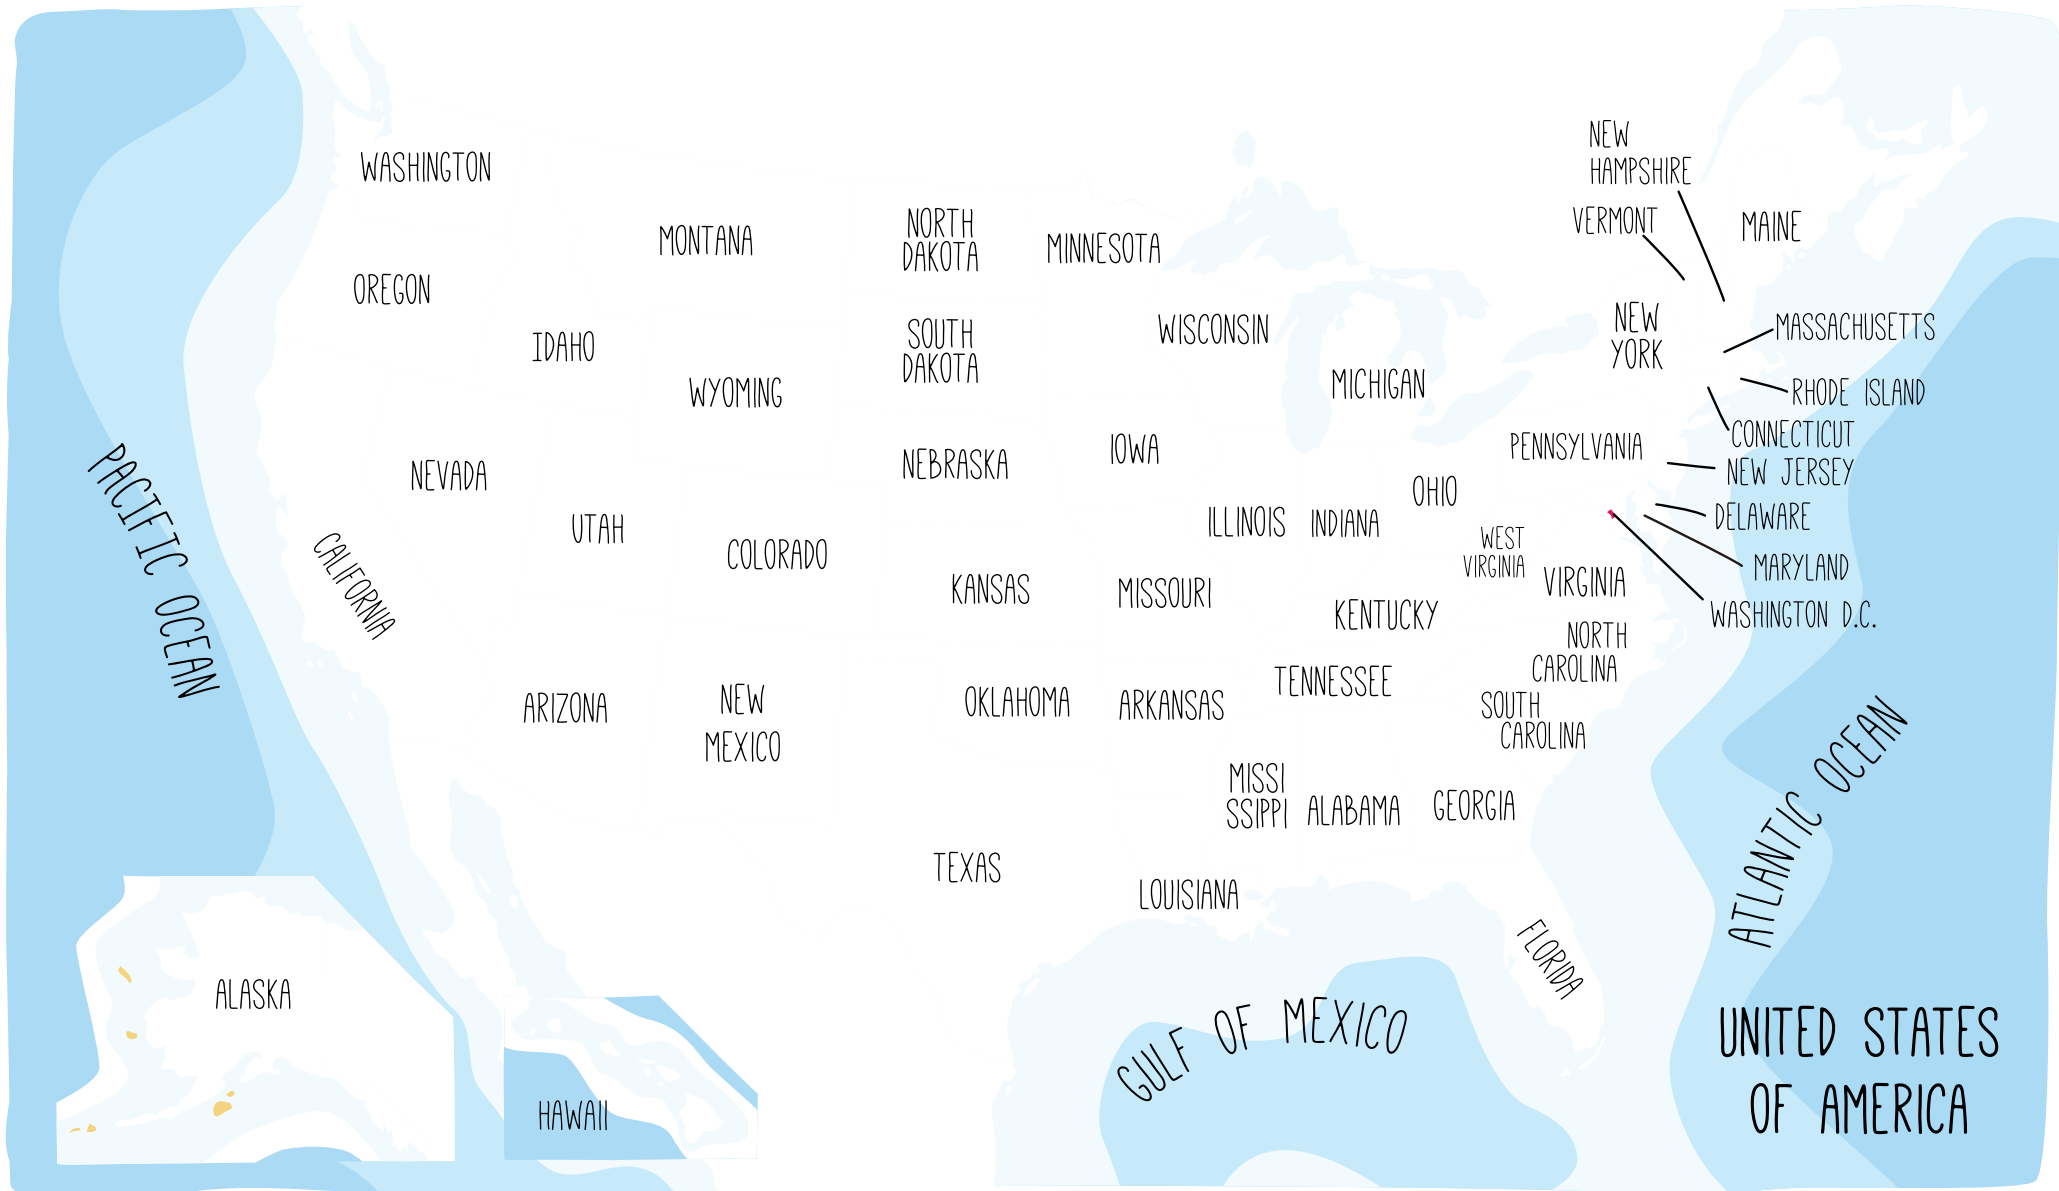 NEW
HAMPSHIRE
WASHINGTON
VERMONT
MAINE
MONTANA
NORTH
DAKOTA
MINNESOTA
OREGON
IDAHO
WYOMING
SOUTH
DAKOTA
WISCONSIN
MICHIGAN
NEW
YORK
MASSACHUSETTS
RHODE ISLAND
CONNECTICUT
PENNSYLVANIA
NEW JERSEY
NEVADA
UTAH
COLORADO
NEBRASKA
IOWA
ILLINOIS
INDIANA
OHIO
WEST
VIRGINIA
VIRGINIA
DELAWARE
MARYLAND
WASHINGTON D.C.
PACIFIC OCEAN
CALIFORNIA
KANSAS
MISSOURI
KENTUCKY
NORTH
CAROLINA
ARIZONA
NEW
MEXICO
OKLAHOMA
ARKANSAS
TENNESSEE
SOUTH
CAROLINA
MISSI
SSIPPI
ALABAMA
GEORGIA
TEXAS
LOUISIANA
FLORIDA
ATLANTIC OCEAN
ALASKA
HAWAII
GULF OF MEXICO
UNITED STATES
OF AMERICA